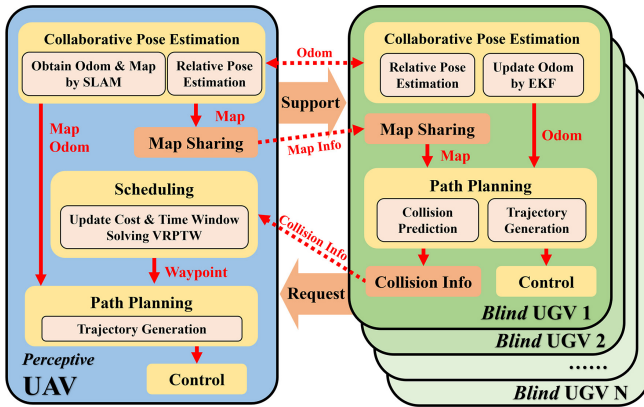 Collaborative Pose Estimation
Obtain Odom & Map
by SLAM
Relative Pose
Estimation
Map
Odom
Map
Map Sharing
Scheduling
Update Cost & Time Window
Solving VRPTW
Waypoint
Path Planning
Trajectory Generation
Control
Perceptive
UAV
Odom
Support
Map Info
Collision Info
Request
Collaborative Pose Estimation
Relative Pose
Estimation
Update Odom
by EKF
Map Sharing
Odom
Map
Path Planning
Collision
Prediction
Trajectory
Generation
Collision Info
Control
Blind UGV 1
Blind UGV 2
......
Blind UGV N